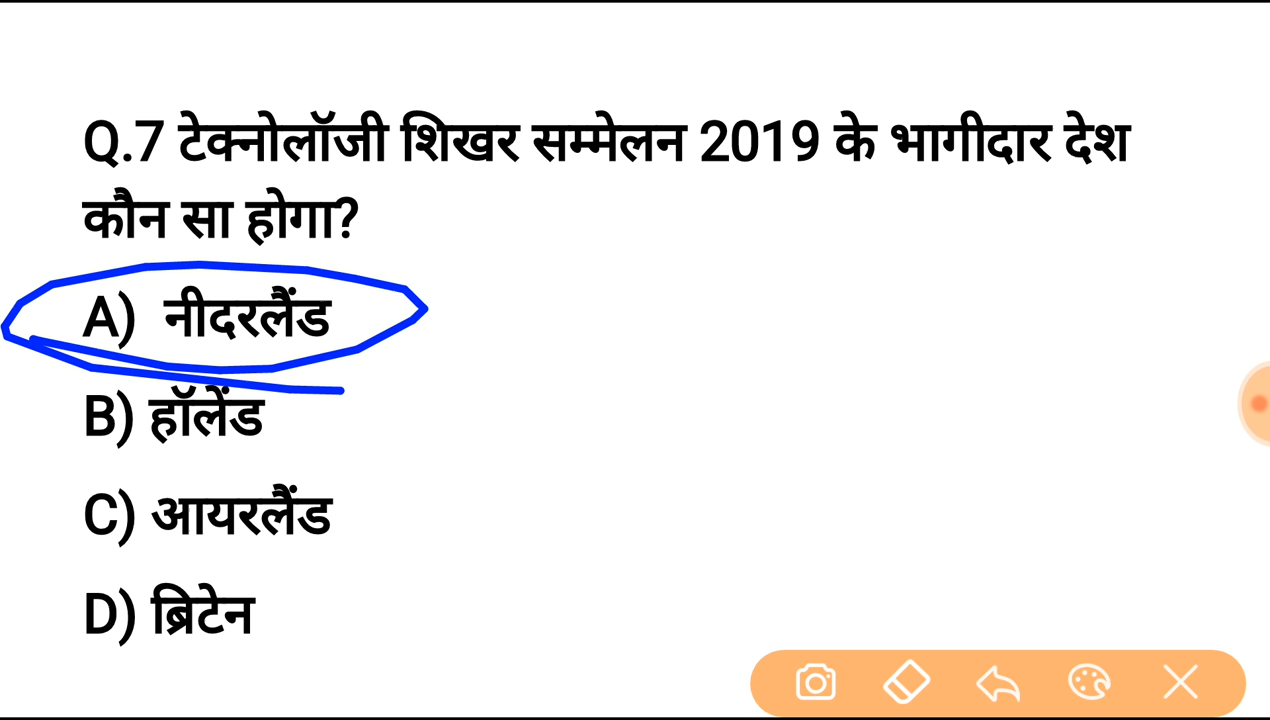 Q.7 टेक्नोलॉजी शिखर सम्मेलन 2019 के भागीदार देश
कौन सा होगा?
A) नीदरलैंड
B) हॉलेंड
C) आयरलैंड
D) ब्रिटेन